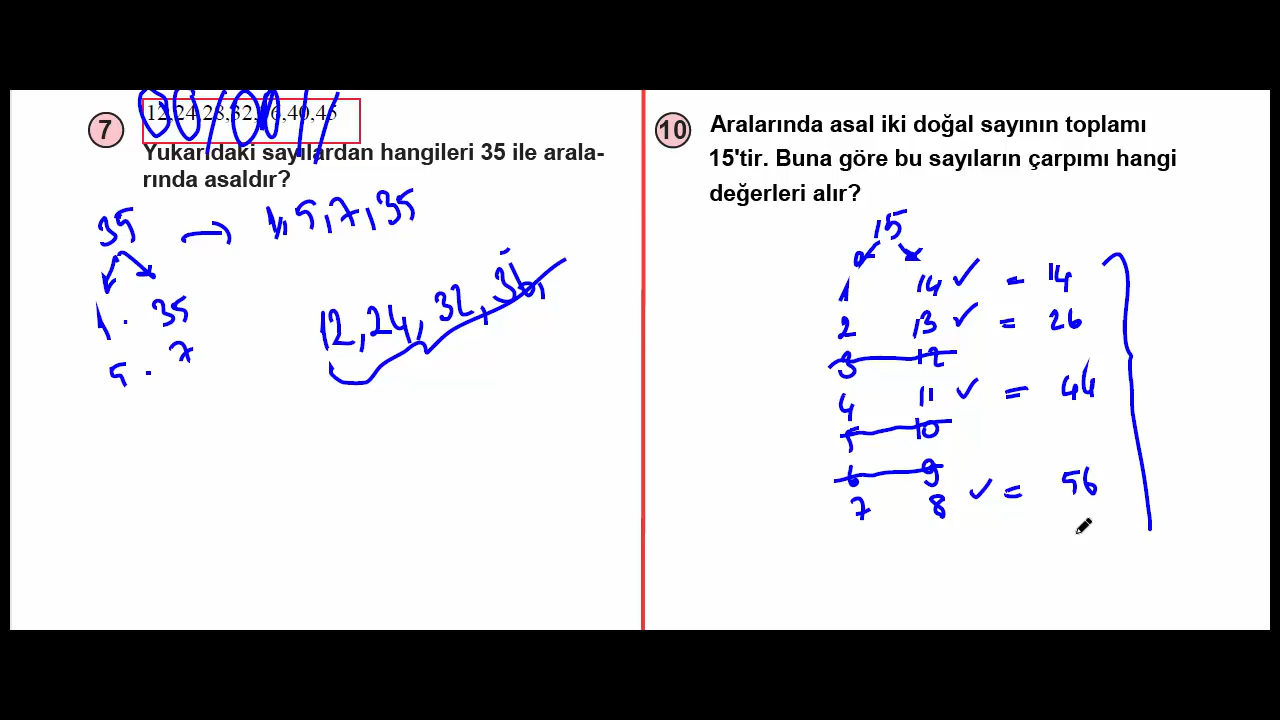 7
12,24,28,32,36,40,45
Yukarıdaki sayılardan hangileri 35 ile arala-
rında asaldır?
35 → 1, 5, 7, 35
1 . 35
5 . 7
12, 24, 32, 36,
10
Aralarında asal iki doğal sayının toplamı
15'tir. Buna göre bu sayıların çarpımı hangi
değerleri alır?
15
1 14 ✓ = 14
2 13 ✓ = 26
3 12
4 11 ✓ = 44
5 10
6 9
7 8 ✓ = 56